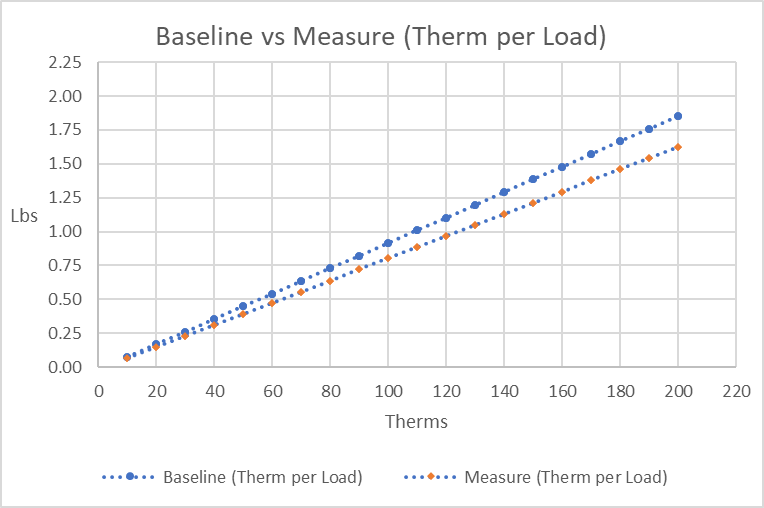 Baseline vs Measure (Therm per Load)
2.25
2.00
1.75
1.50
1.25
1.00
0.75
0.50
0.25
0.00
Lbs
0 20 40 60 80 100 120 140 160 180 200 220
Therms
Baseline (Therm per Load) Measure (Therm per Load)